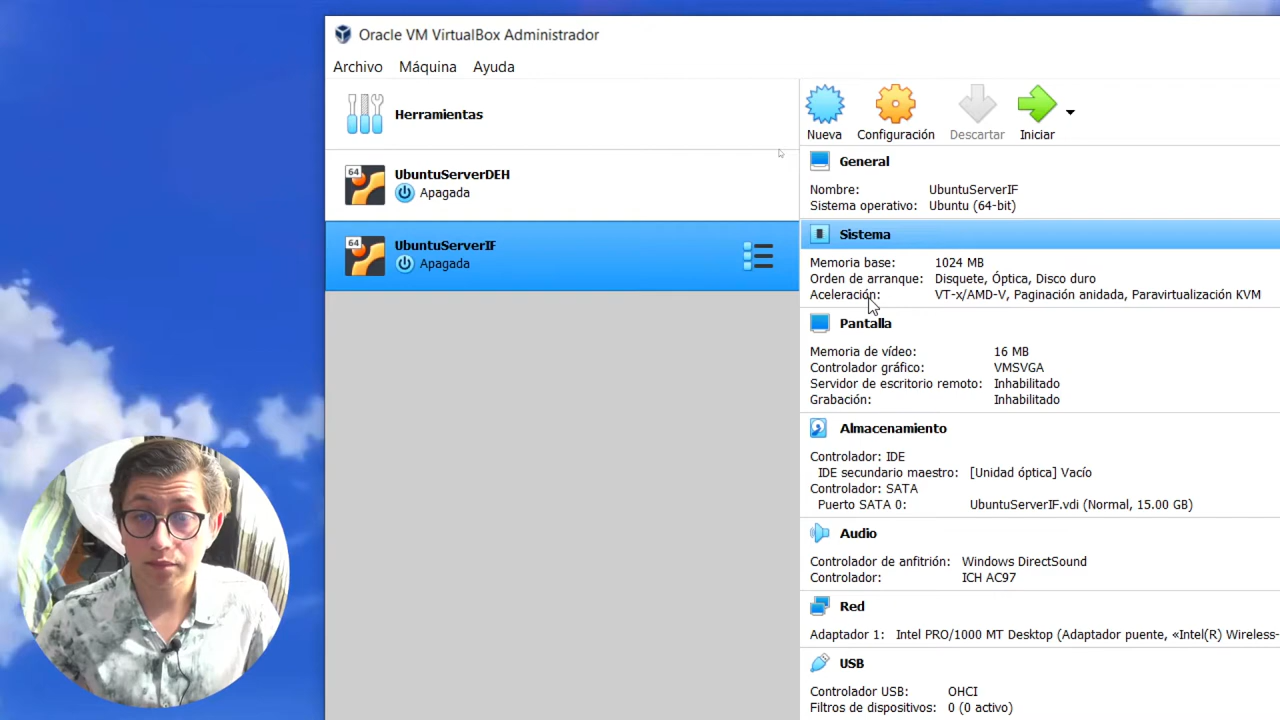 Oracle VM VirtualBox Administrador
Archivo Máquina Ayuda
Herramientas
64
UbuntuServerDEH
Apagada
64
UbuntuServerIF
Apagada
Nueva Configuración Descartar Iniciar
General
Nombre: UbuntuServerIF
Sistema operativo: Ubuntu (64-bit)
Sistema
Memoria base: 1024 MB
Orden de arranque: Disquete, Óptica, Disco duro
Aceleración: VT-x/AMD-V, Paginación anidada, Paravirtualización KVM
Pantalla
Memoria de vídeo: 16 MB
Controlador gráfico: VMSVGA
Servidor de escritorio remoto: Inhabilitado
Grabación: Inhabilitado
Almacenamiento
Controlador: IDE
IDE secundario maestro: [Unidad óptica] Vacío
Controlador: SATA
Puerto SATA 0: UbuntuServerIF.vdi (Normal, 15.00 GB)
Audio
Controlador de anfitrión: Windows DirectSound
Controlador: ICH AC97
Red
Adaptador 1: Intel PRO/1000 MT Desktop (Adaptador puente, «Intel(R) Wireless-
USB
Controlador USB: OHCI
Filtros de dispositivos: 0 (0 activo)